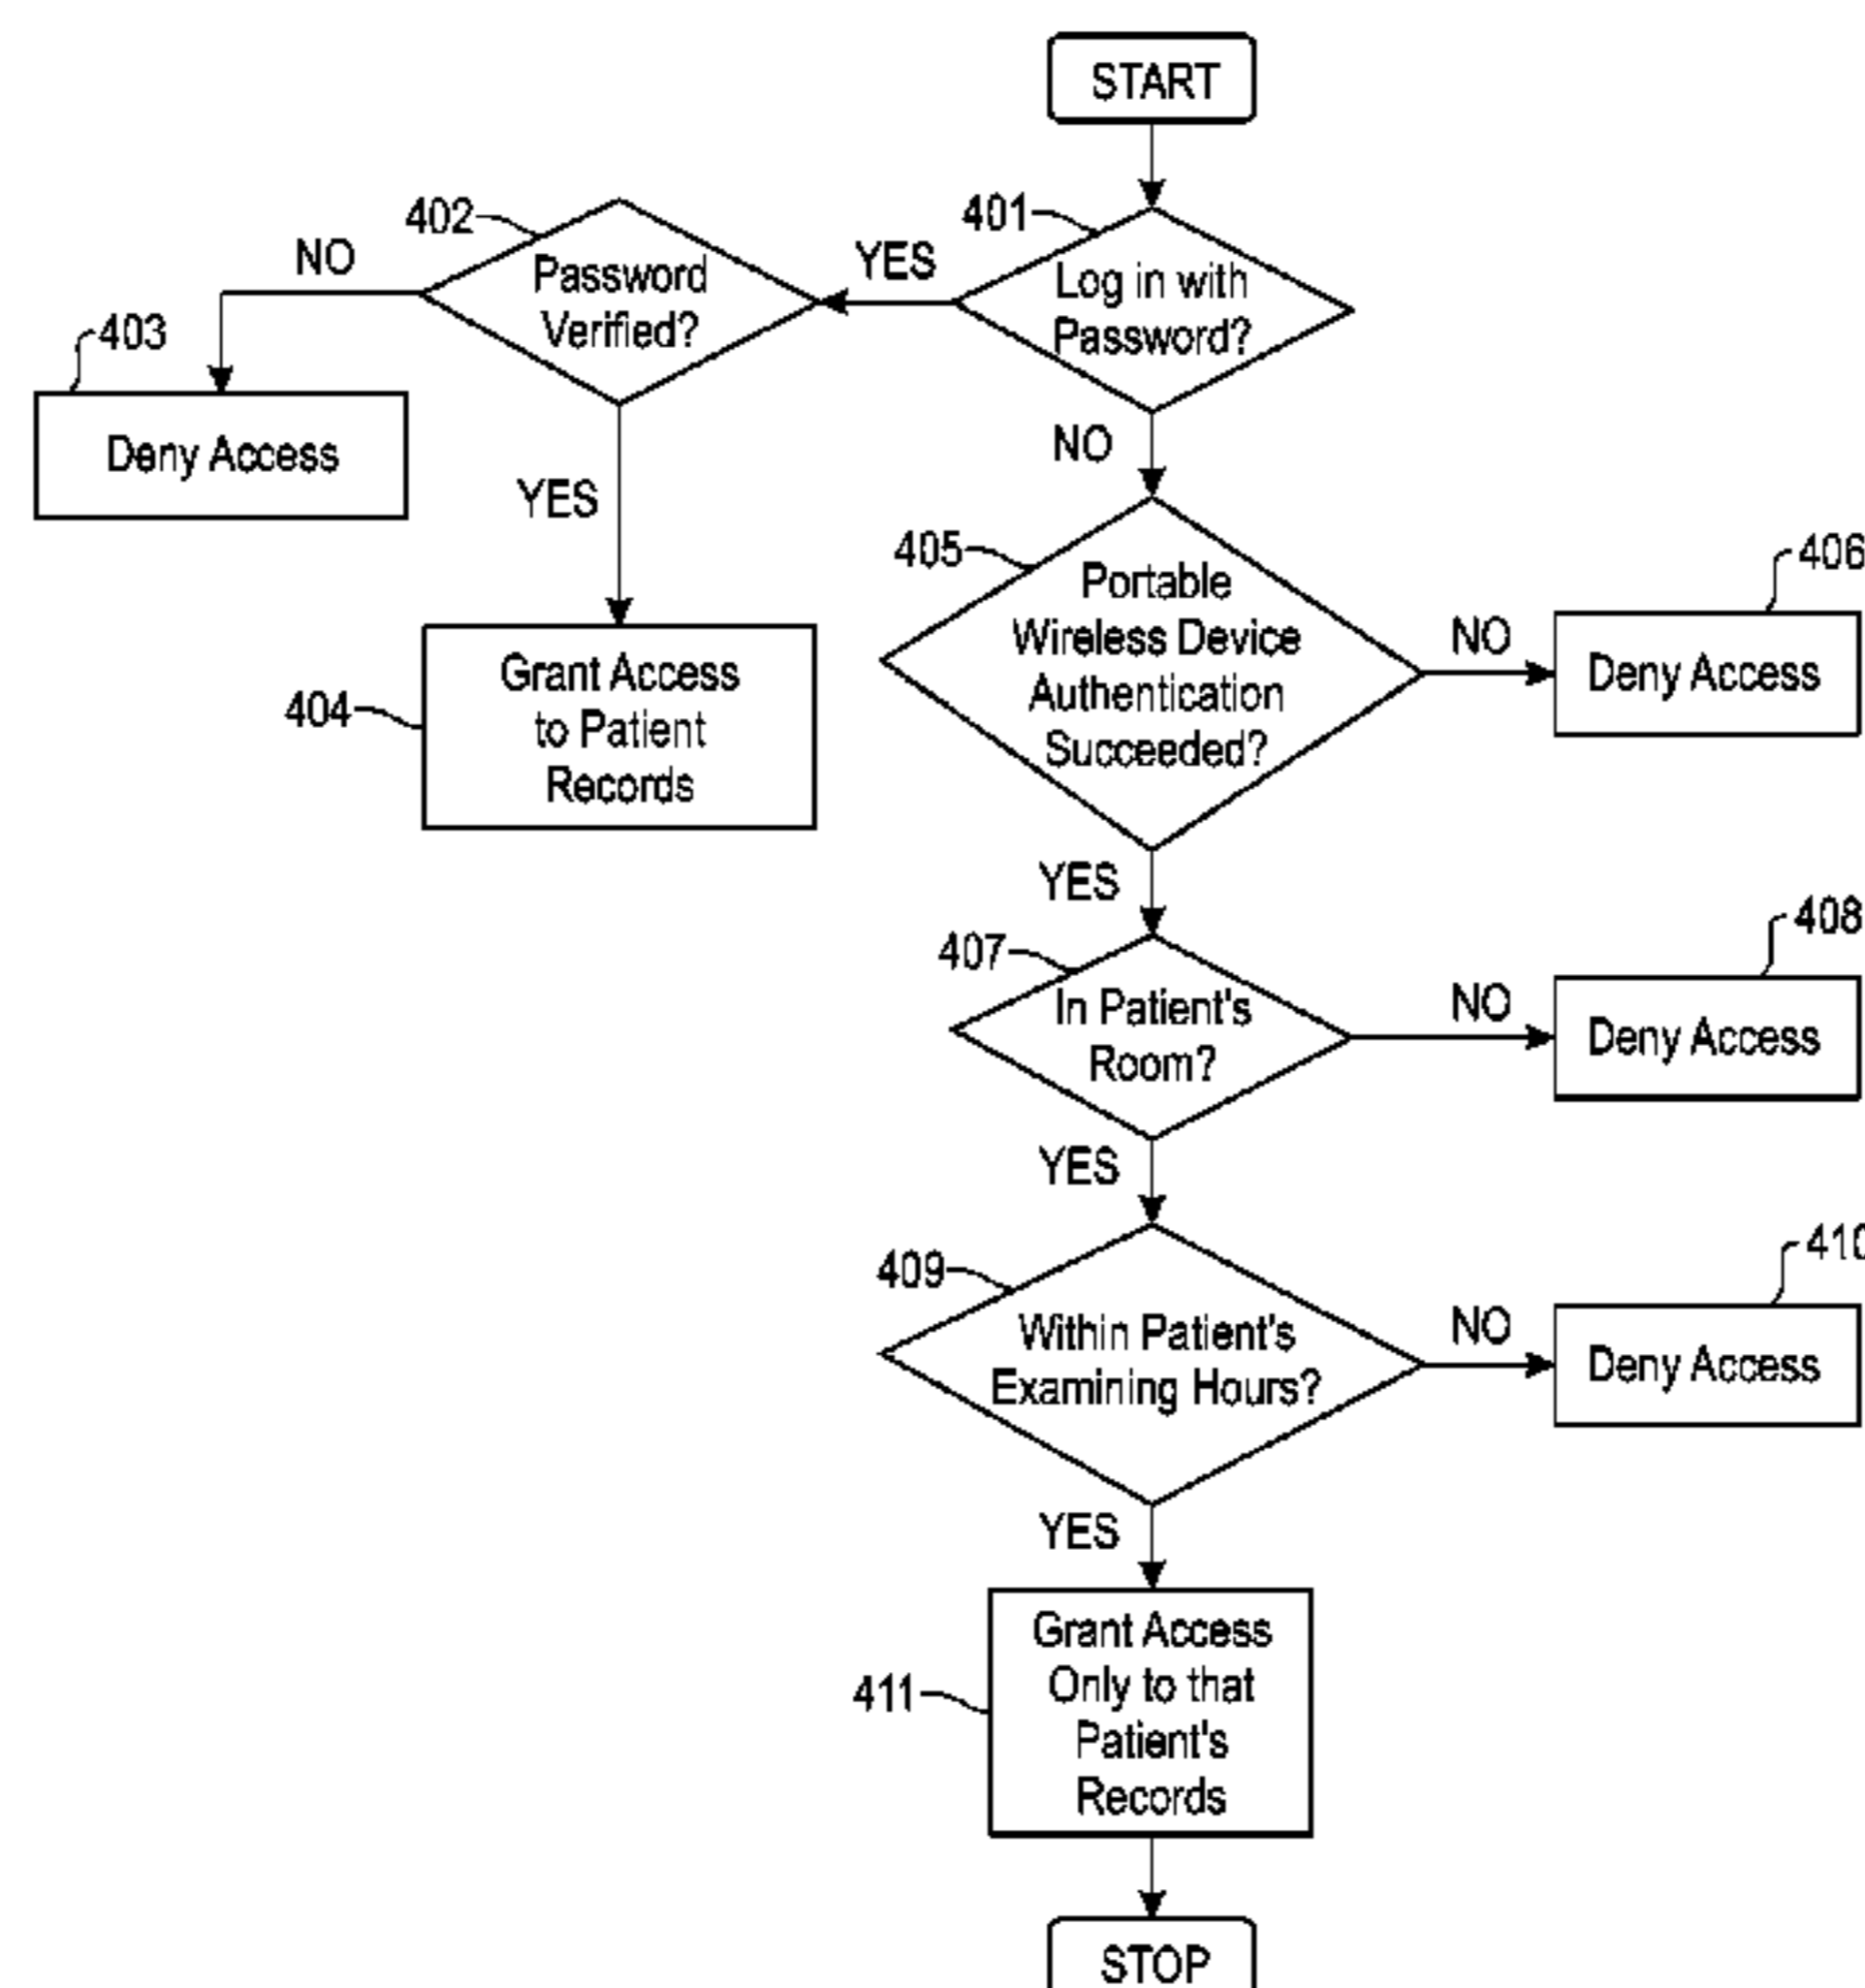 START
401
Log in with
Password?
YES
402
Password
Verified?
NO
403
Deny Access
YES
404
Grant Access
to Patient
Records
NO
405
Portable
Wireless Device
Authentication
Succeeded?
NO
406
Deny Access
YES
407
In Patient's
Room?
NO
408
Deny Access
YES
409
Within Patient's
Examining Hours?
NO
410
Deny Access
YES
411
Grant Access
Only to that
Patient's
Records
STOP